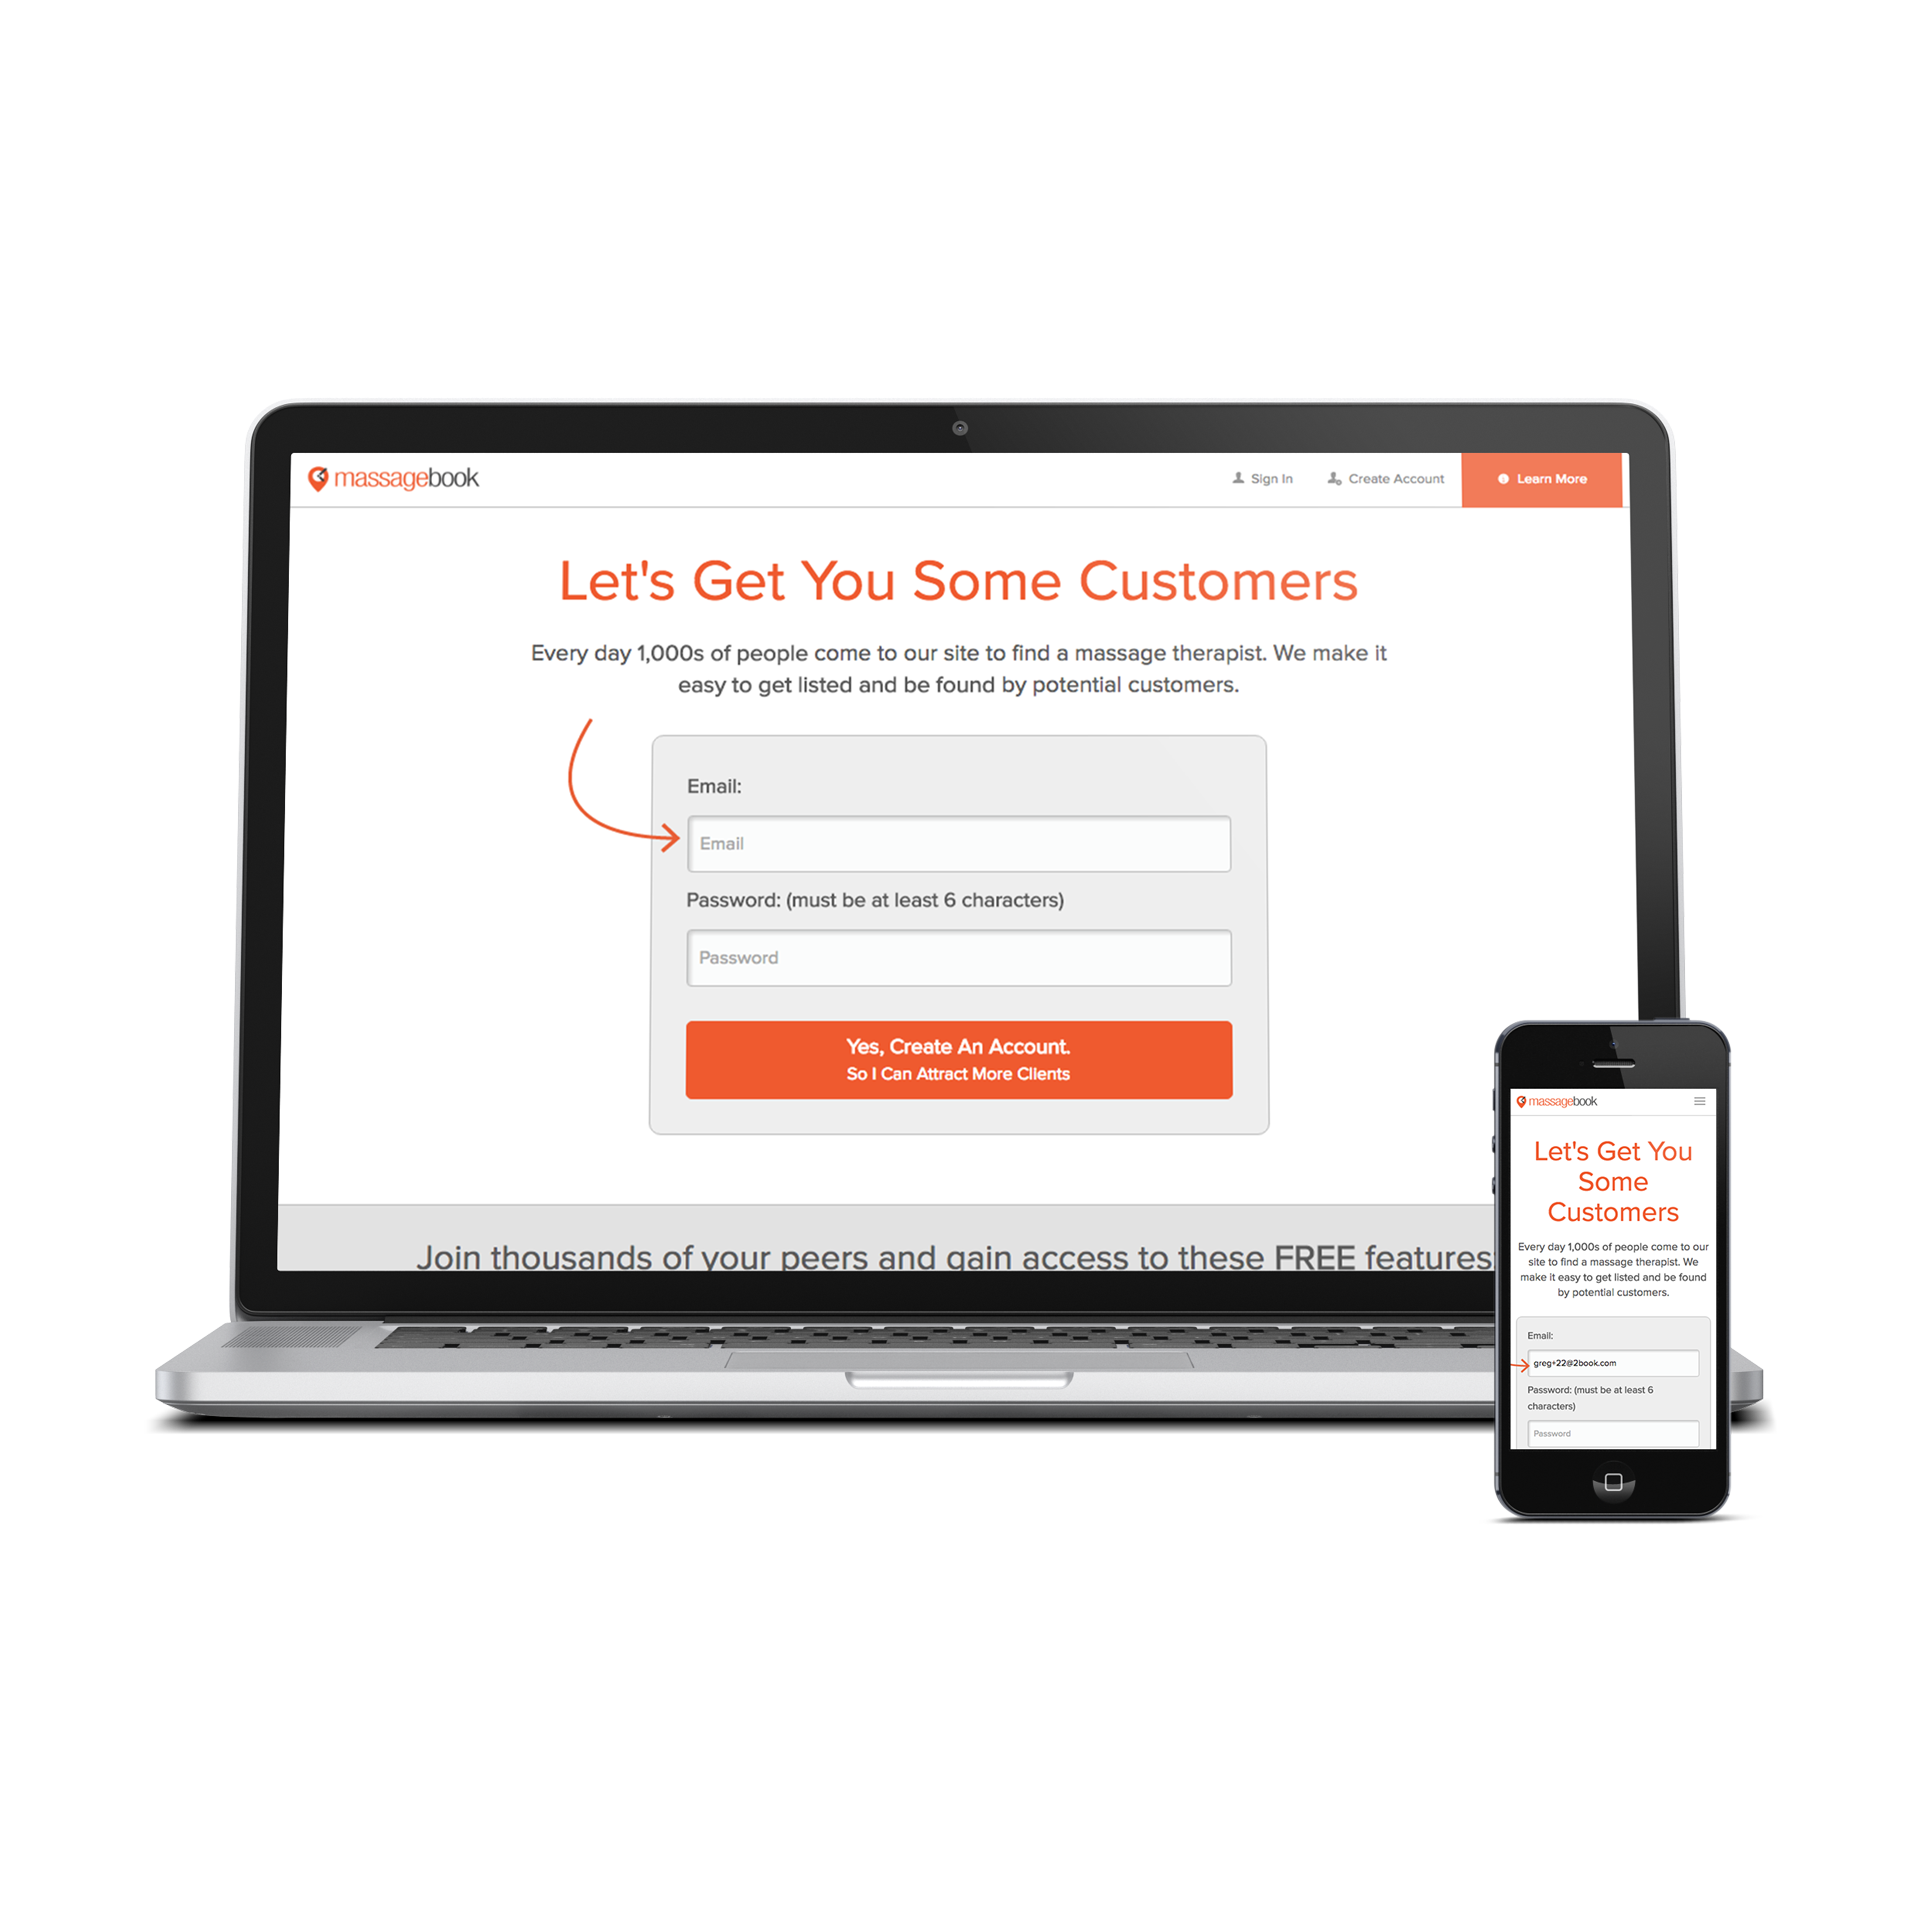 massagebook
Sign In
Create Account
Learn More
Let's Get You Some Customers
Every day 1,000s of people come to our site to find a massage therapist. We make it
easy to get listed and be found by potential customers.
Email:
Email
Password: (must be at least 6 characters)
Password
Yes, Create An Account.
So I Can Attract More Clients
Join thousands of your peers and gain access to these FREE features
massagebook
Let's Get You
Some
Customers
Every day 1,000s of people come to our
site to find a massage therapist. We
make it easy to get listed and be found
by potential customers.
Email:
greg+22@2book.com
Password: (must be at least 6
characters)
Password